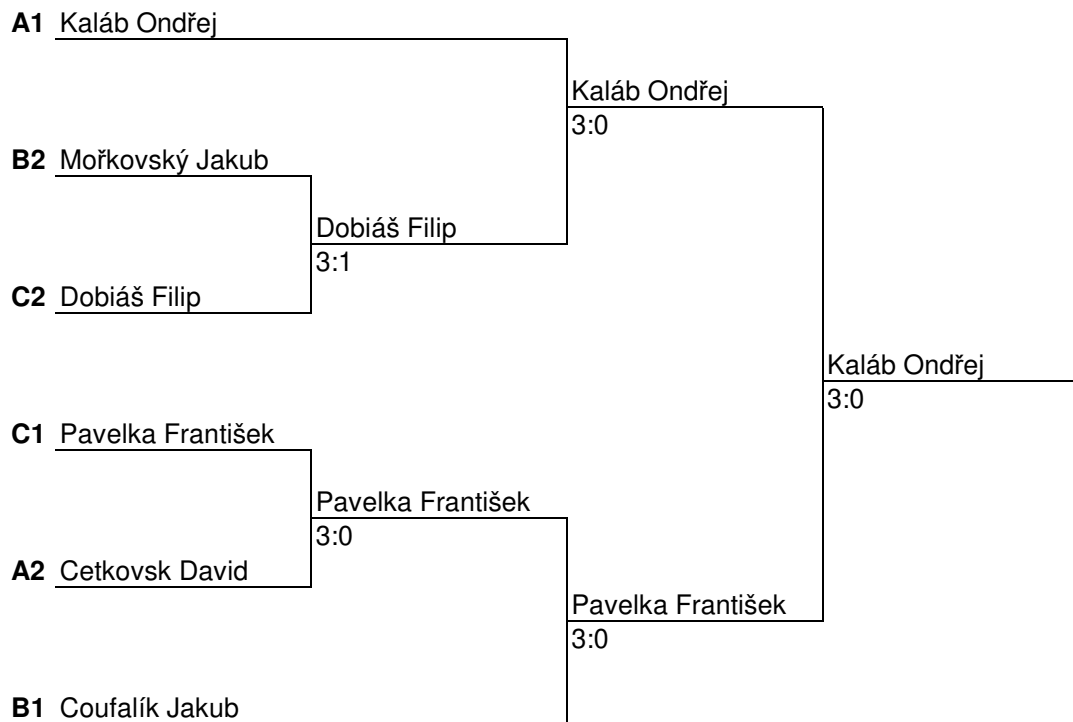 A1 Kaláb Ondřej
Kaláb Ondřej
3:0
B2 Mořkovský Jakub
Dobiáš Filip
3:1
C2 Dobiáš Filip
Kaláb Ondřej
3:0
C1 Pavelka František
Pavelka František
3:0
A2 Cetkovsk David
Pavelka František
3:0
B1 Coufalík Jakub